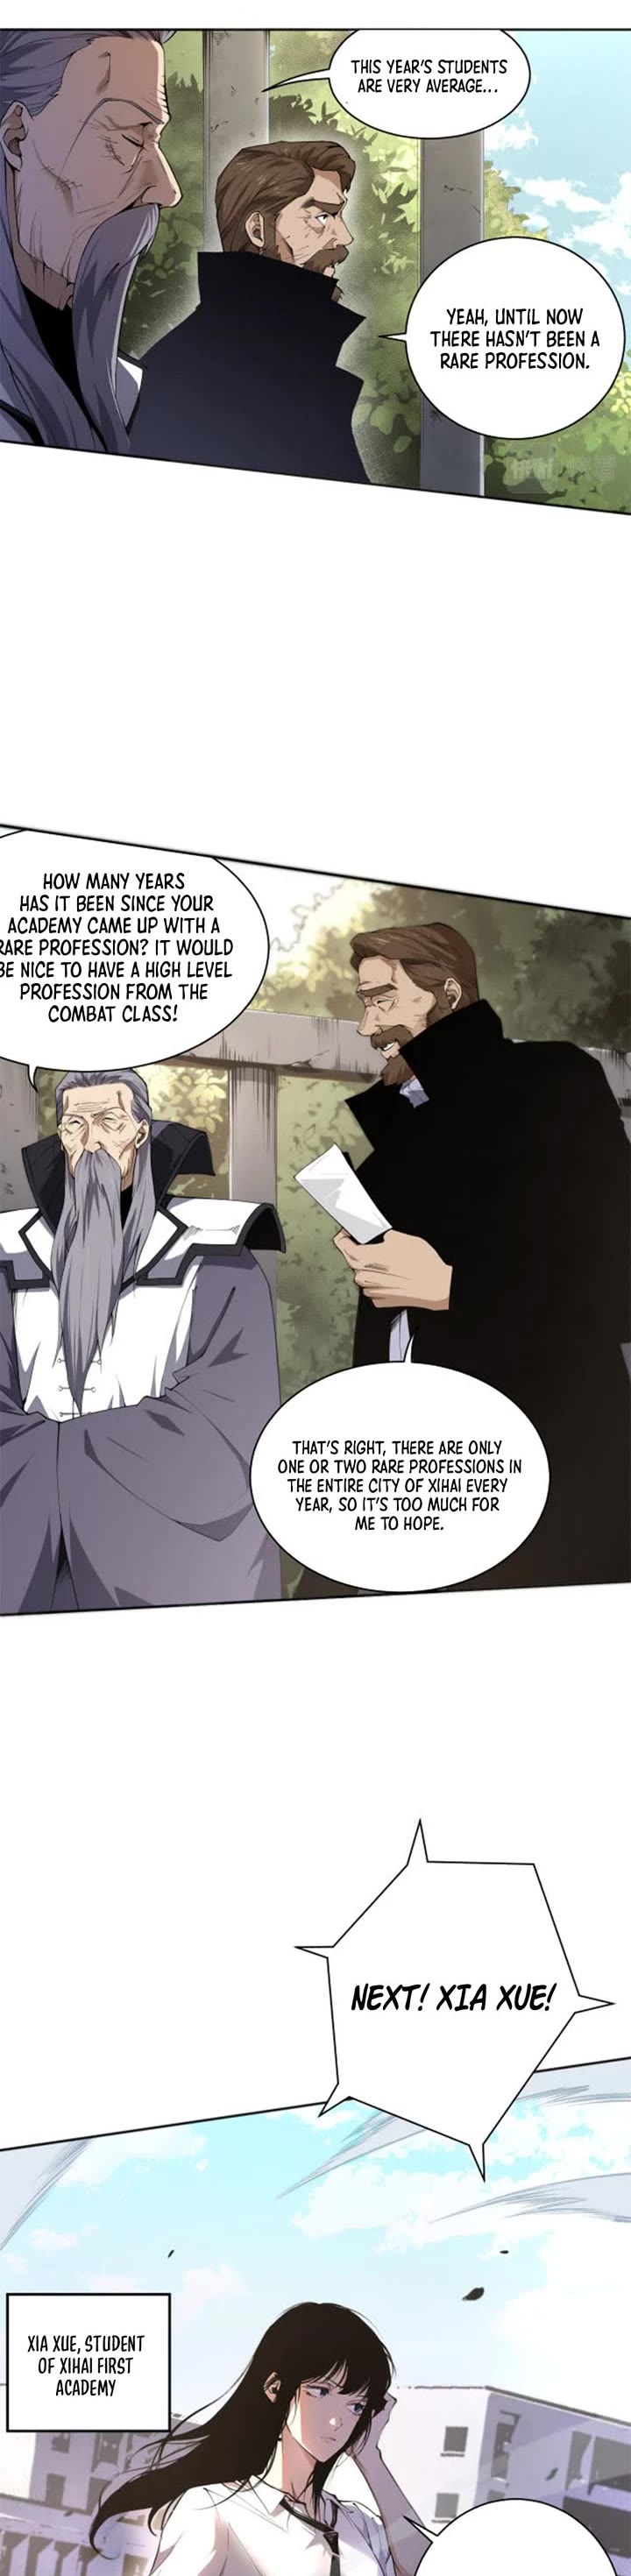 THIS YEAR'S STUDENTS
ARE VERY AVERAGE...
YEAH, UNTIL NOW
THERE HASN'T BEEN A
RARE PROFESSION.
HOW MANY YEARS
HAS IT BEEN SINCE YOUR
ACADEMY CAME UP WITH A
RARE PROFESSION? IT WOULD
BE NICE TO HAVE A HIGH LEVEL
PROFESSION FROM THE
COMBAT CLASS!
THAT'S RIGHT, THERE ARE ONLY
ONE OR TWO RARE PROFESSIONS IN
THE ENTIRE CITY OF XIHAI EVERY
YEAR, SO IT'S TOO MUCH FOR
ME TO HOPE.
NEXT! XIA XUE!
XIA XUE, STUDENT
OF XIHAI FIRST
ACADEMY